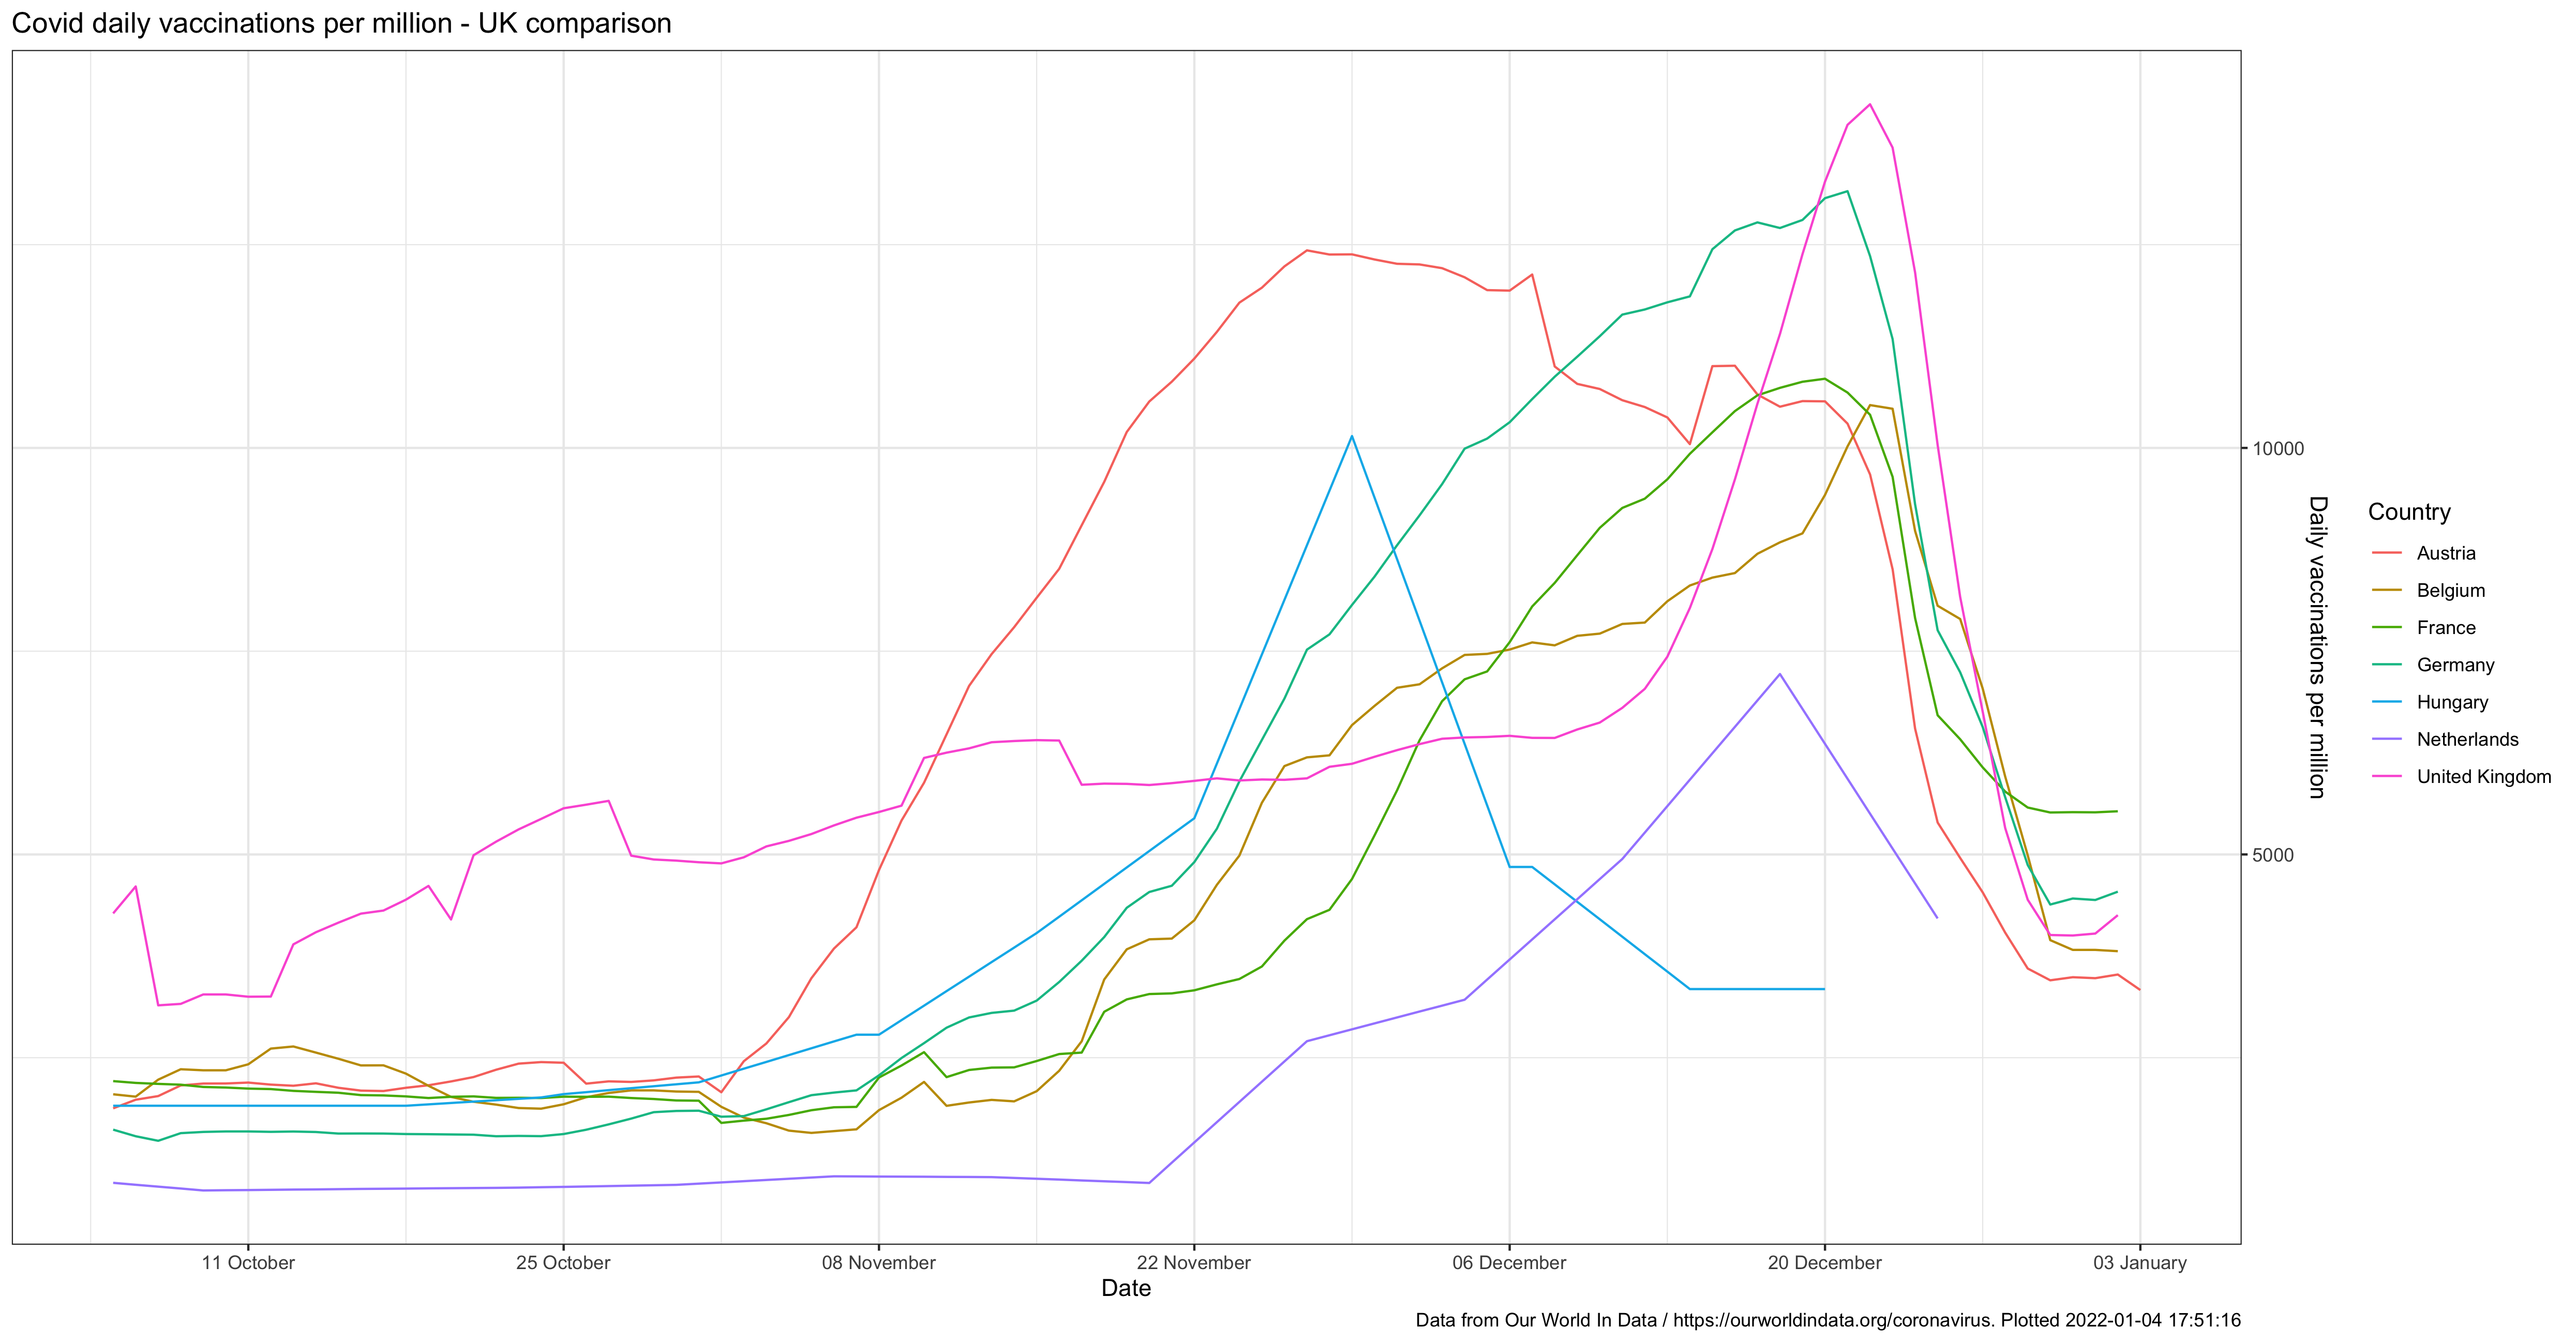 Covid daily vaccinations per million - UK comparison
10000
5000
Daily vaccinations per million
Country
Austria
Belgium
France
Germany
Hungary
Netherlands
United Kingdom
11 October
25 October
08 November
22 November
06 December
20 December
03 January
Date
Data from Our World In Data / https://ourworldindata.org/coronavirus. Plotted 2022-01-04 17:51:16